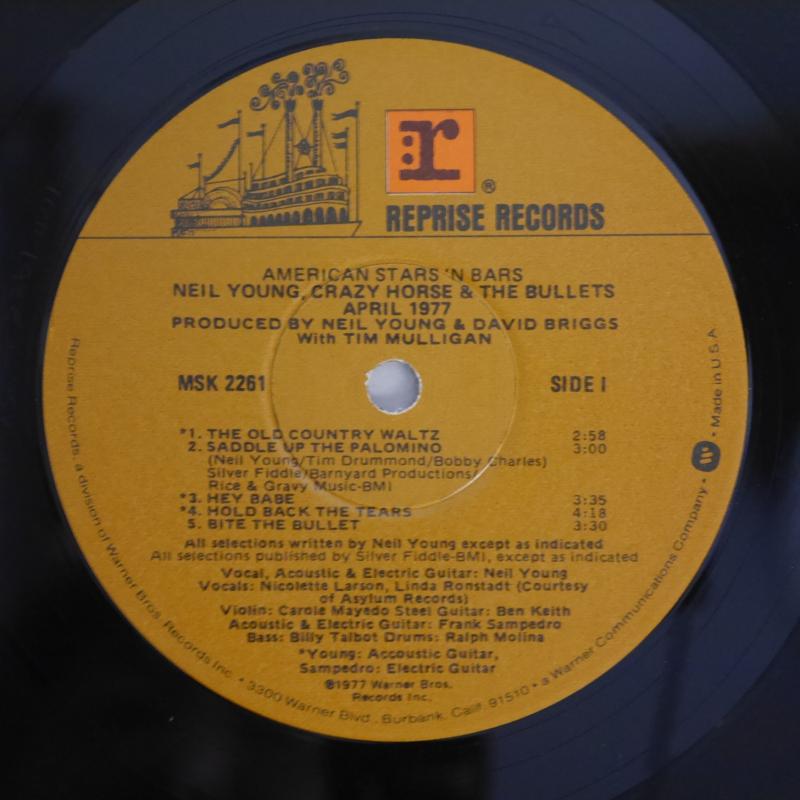 r
®
REPRISE RECORDS
AMERICAN STARS 'N BARS
NEIL YOUNG, CRAZY HORSE & THE BULLETS
APRIL 1977
PRODUCED BY NEIL YOUNG & DAVID BRIGGS
With TIM MULLIGAN
MSK 2261 SIDE I
*1. THE OLD COUNTRY WALTZ 2:58
2. SADDLE UP THE PALOMINO 3:00
(Neil Young/Tim Drummond/Bobby Charles)
Silver Fiddle/Barnyard Productions/
Rice & Gravy Music-BMI
*3. HEY BABE 3:35
*4. HOLD BACK THE TEARS 4:18
5. BITE THE BULLET 3:30
All selections written by Neil Young except as indicated
All selections published by Silver Fiddle-BMI, except as indicated
Vocal, Acoustic & Electric Guitar: Neil Young
Vocals: Nicolette Larson, Linda Ronstadt (Courtesy
of Asylum Records)
Violin: Carole Mayedo Steel Guitar: Ben Keith
Acoustic & Electric Guitar: Frank Sampedro
Bass: Billy Talbot Drums: Ralph Molina
*Young: Accoustic Guitar,
Sampedro: Electric Guitar
℗1977 Warner Bros.
Records Inc.
Reprise Records, a division of Warner Bros. Records Inc. • 3300 Warner Blvd., Burbank, Calif. 91510 • a Warner Communications Company • W • Made in U.S.A.